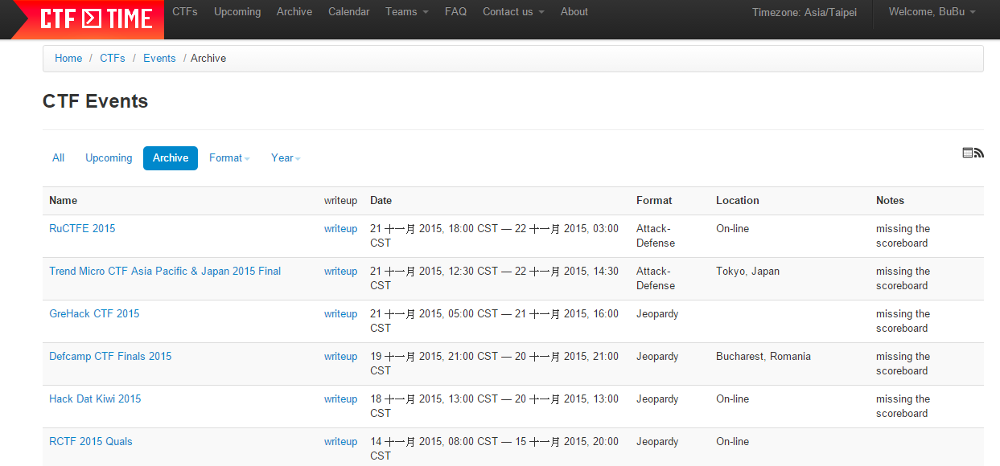 CTF TIME CTFs Upcoming Archive Calendar Teams FAQ Contact us About Timezone: Asia/Taipei Welcome, BuBu
Home / CTFs / Events / Archive
CTF Events
All Upcoming Archive Format Year
Name writeup Date Format Location Notes
RuCTFE 2015 writeup 21 十一月 2015, 18:00 CST — 22 十一月 2015, 03:00 Attack- On-line missing the
CST Defense scoreboard
Trend Micro CTF Asia Pacific & Japan 2015 Final writeup 21 十一月 2015, 12:30 CST — 22 十一月 2015, 14:30 Attack- Tokyo, Japan missing the
CST Defense scoreboard
GreHack CTF 2015 writeup 21 十一月 2015, 05:00 CST — 21 十一月 2015, 16:00 Jeopardy missing the
CST scoreboard
Defcamp CTF Finals 2015 writeup 19 十一月 2015, 21:00 CST — 20 十一月 2015, 21:00 Jeopardy Bucharest, Romania missing the
CST scoreboard
Hack Dat Kiwi 2015 writeup 18 十一月 2015, 13:00 CST — 20 十一月 2015, 13:00 Jeopardy On-line missing the
CST scoreboard
RCTF 2015 Quals writeup 14 十一月 2015, 08:00 CST — 15 十一月 2015, 20:00 Jeopardy On-line
CST